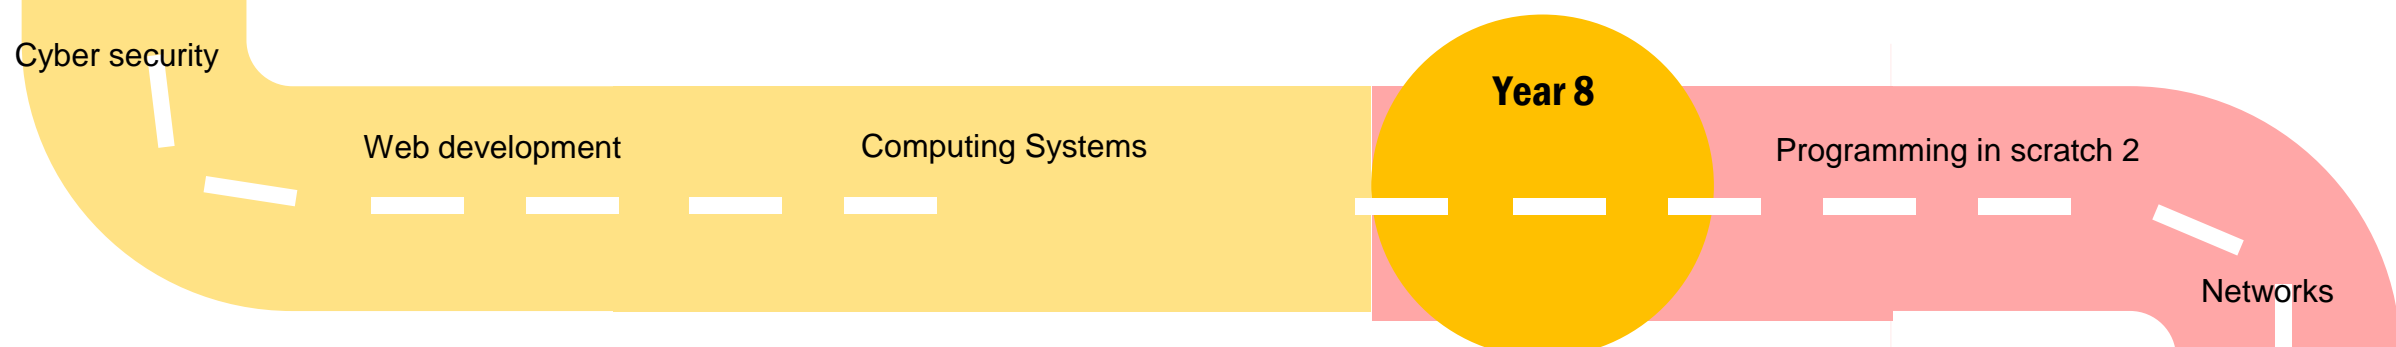 Cyber security
Year 8
Web development
Computing Systems
Programming in scratch 2
Networks